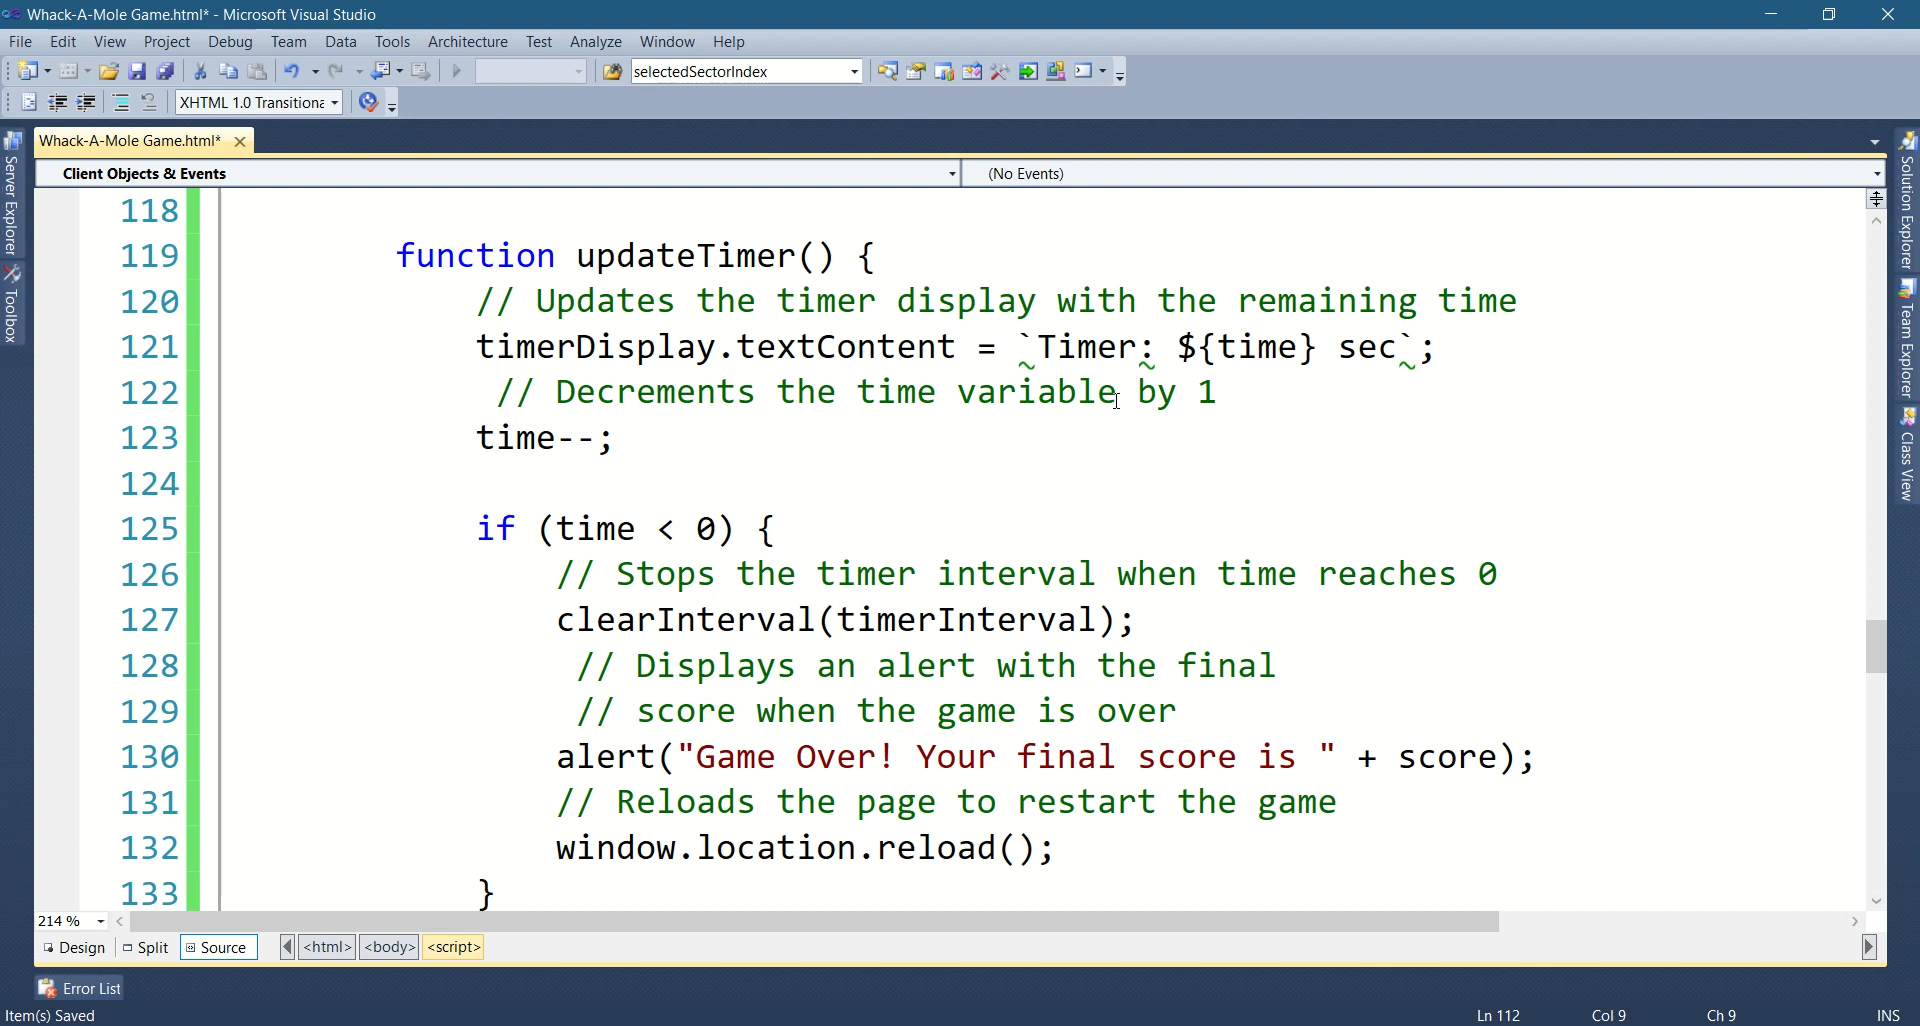 Whack-A-Mole Game.html* - Microsoft Visual Studio
File Edit View Project Debug Team Data Tools Architecture Test Analyze Window Help
selectedSectorIndex
XHTML 1.0 Transitiona
Whack-A-Mole Game.html*
Client Objects & Events (No Events)
Server Explorer
Toolbox
Solution Explorer
Team Explorer
Class View
118
119 function updateTimer() {
120 // Updates the timer display with the remaining time
121 timerDisplay.textContent = `Timer: ${time} sec`;
122 // Decrements the time variable by 1
123 time--;
124
125 if (time < 0) {
126 // Stops the timer interval when time reaches 0
127 clearInterval(timerInterval);
128 // Displays an alert with the final
129 // score when the game is over
130 alert("Game Over! Your final score is " + score);
131 // Reloads the page to restart the game
132 window.location.reload();
133 }
214 %
Design Split Source <html> <body> <script>
Error List
Item(s) Saved Ln 112 Col 9 Ch 9 INS